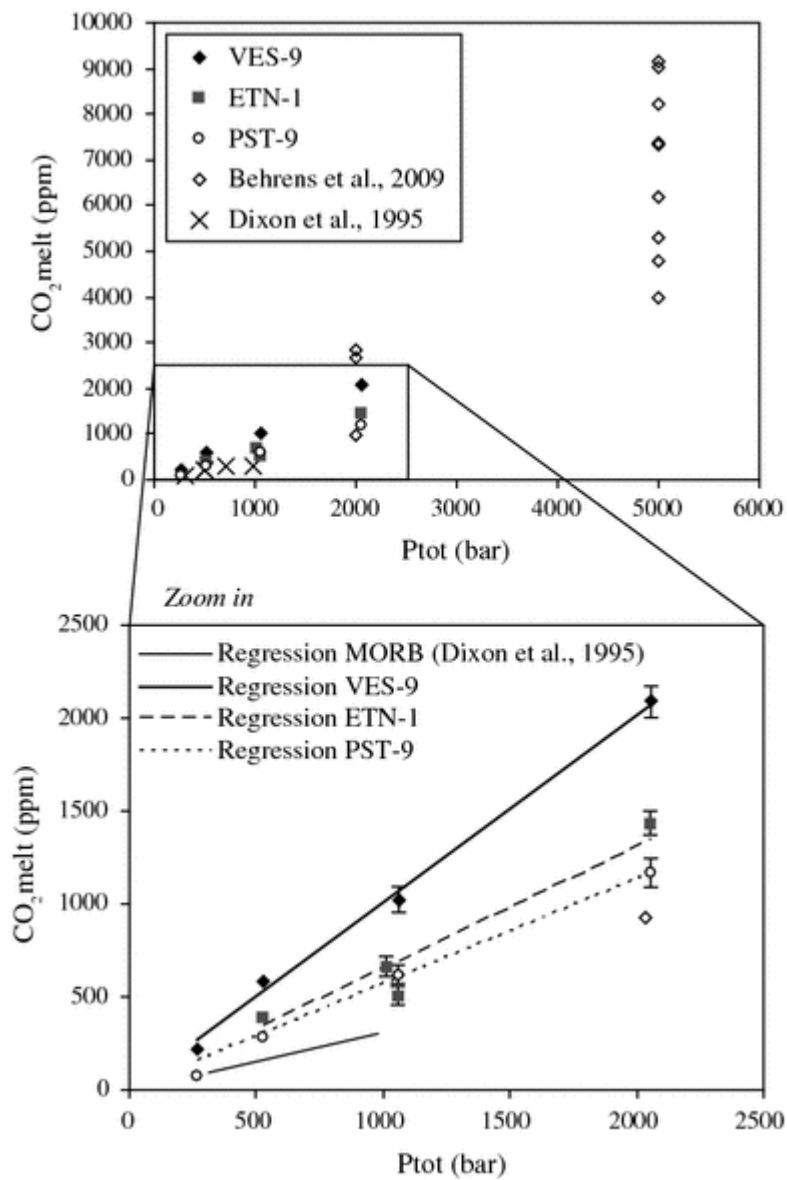 10000
9000
8000
7000
6000
5000
4000
3000
2000
1000
0
CO2 melt (ppm)
VES-9
ETN-1
PST-9
Behrens et al., 2009
Dixon et al., 1995
0 1000 2000 3000 4000 5000 6000
Ptot (bar)
Zoom in
2500
2000
1500
1000
500
0
CO2 melt (ppm)
Regression MORB (Dixon et al., 1995)
Regression VES-9
Regression ETN-1
Regression PST-9
0 500 1000 1500 2000 2500
Ptot (bar)